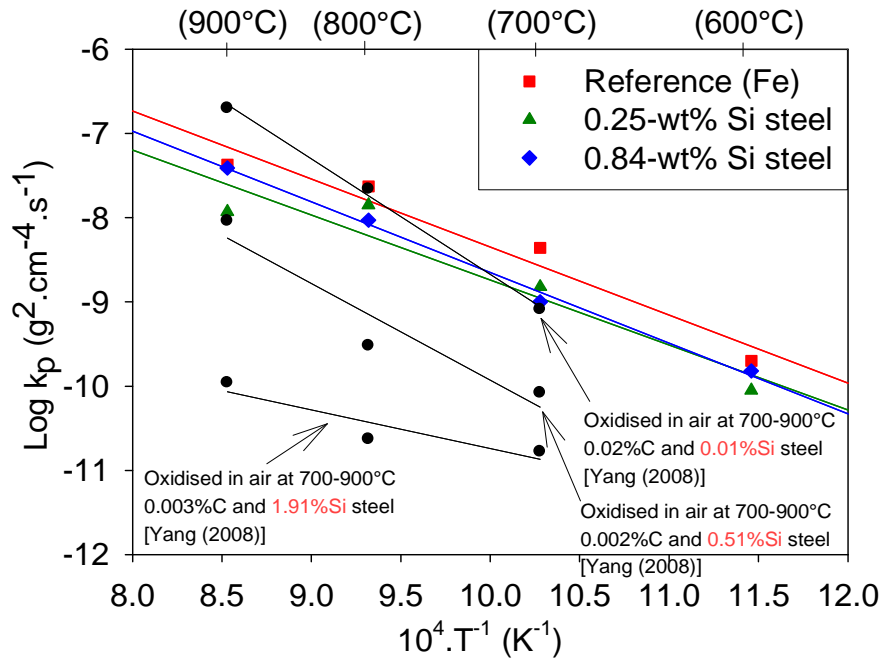 (900°C)
(800°C)
(700°C)
(600°C)
-6
-7
-8
-9
-10
-11
-12
Log kₚ (g².cm⁻⁴.s⁻¹)
Reference (Fe)
0.25-wt% Si steel
0.84-wt% Si steel
Oxidised in air at 700-900°C
0.02%C and 0.01%Si steel
[Yang (2008)]
Oxidised in air at 700-900°C
0.003%C and 1.91%Si steel
[Yang (2008)]
Oxidised in air at 700-900°C
0.002%C and 0.51%Si steel
[Yang (2008)]
8.0
8.5
9.0
9.5
10.0
10.5
11.0
11.5
12.0
10⁴.T⁻¹ (K⁻¹)